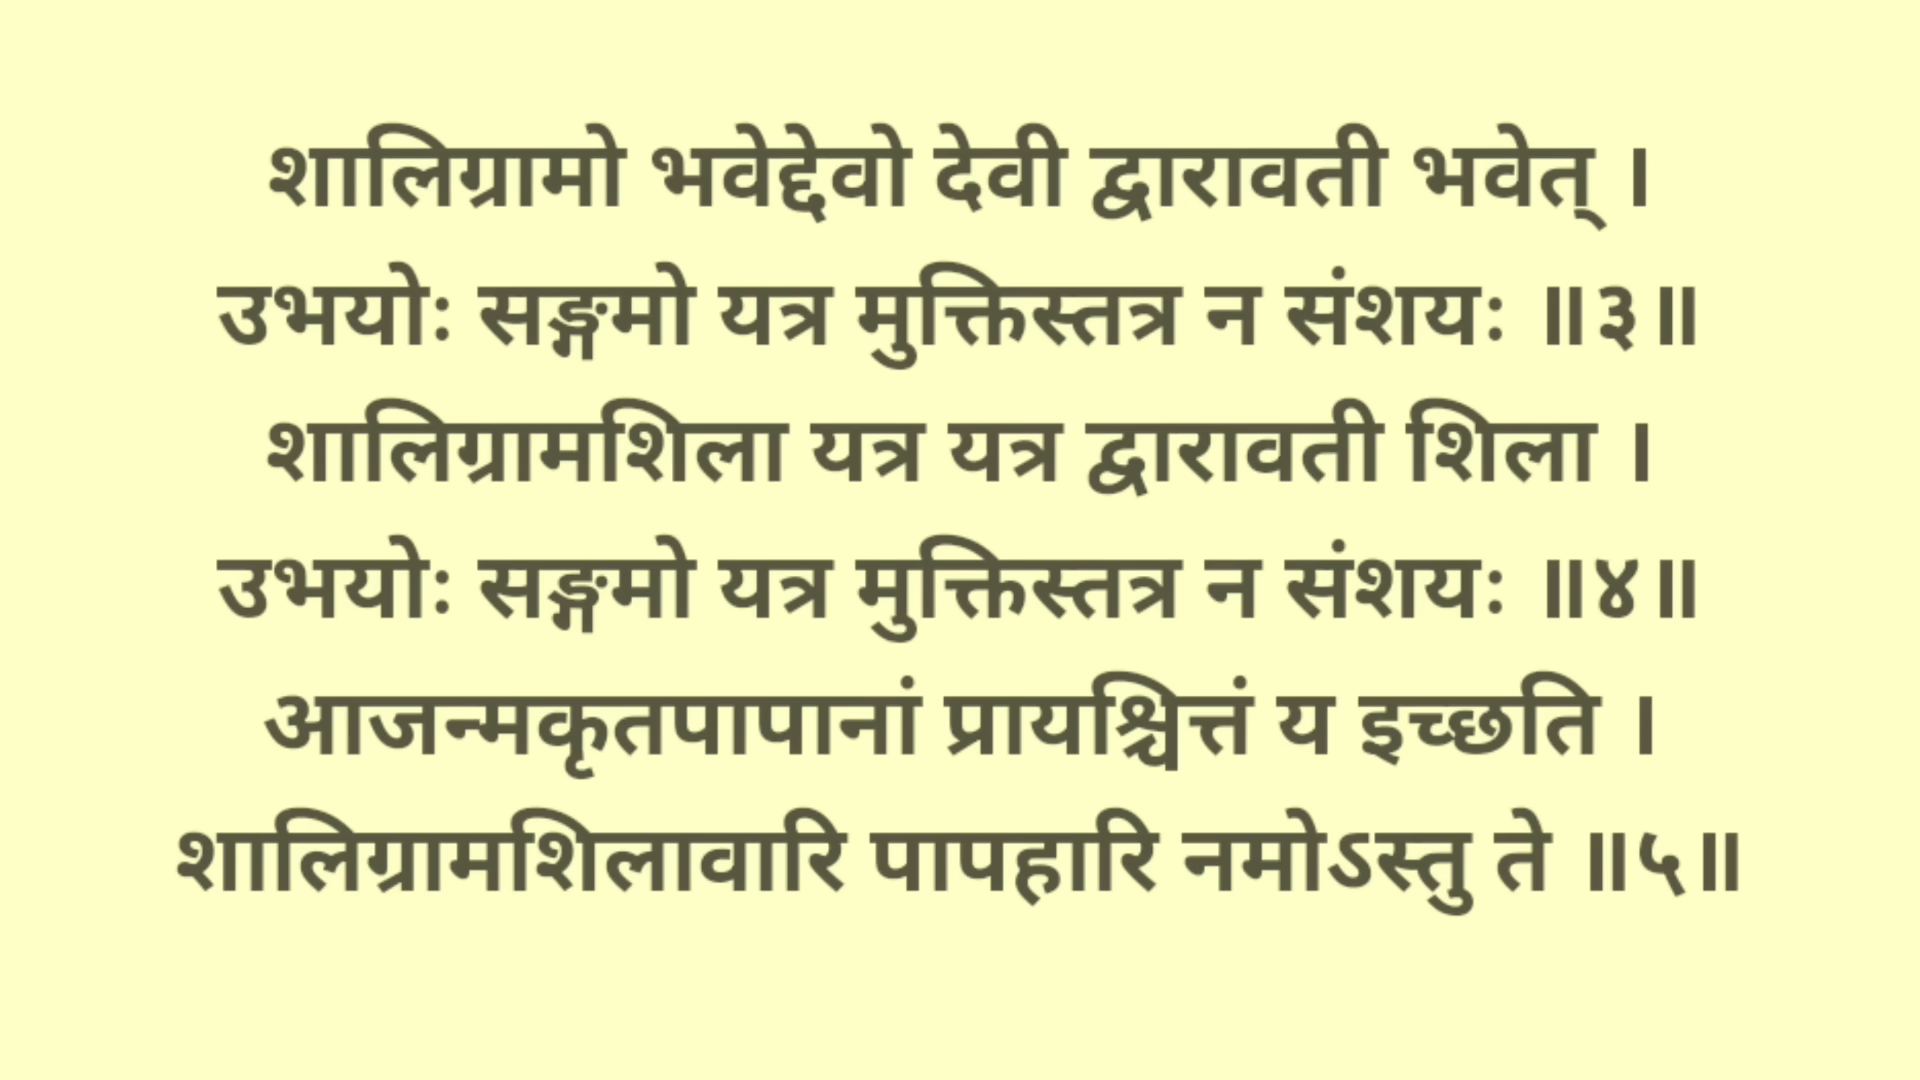 शालिग्रामो भवेद्देवो देवी द्वारावती भवेत् ।
उभयोः सङ्गमो यत्र मुक्तिस्तत्र न संशयः ॥३॥
शालिग्रामशिला यत्र यत्र द्वारावती शिला ।
उभयोः सङ्गमो यत्र मुक्तिस्तत्र न संशयः ॥४॥
आजन्मकृतपापानां प्रायश्चित्तं य इच्छति ।
शालिग्रामशिलावारि पापहारि नमोऽस्तु ते ॥५॥